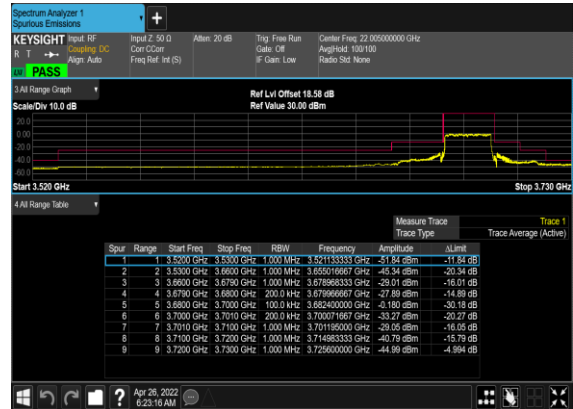 Spectrum Analyzer 1
Spurious Emissions
KEYSIGHT Input: RF Input Z: 50 Ω Atten: 20 dB Trig: Free Run Center Freq: 22.005000000 GHz
R T Coupling: DC Corr CCorr Gate: Off Avg|Hold: 100/100
Align: Auto Freq Ref: Int (S) IF Gain: Low Radio Std: None
PASS
3 All Range Graph
Ref Lvl Offset 18.58 dB
Scale/Div 10.0 dB Ref Value 30.00 dBm
20.0
0.00
-20.0
-40.0
-60.0
Start 3.520 GHz Stop 3.730 GHz
4 All Range Table
Measure Trace Trace 1
Trace Type Trace Average (Active)
Spur Range Start Freq Stop Freq RBW Frequency Amplitude ΔLimit
1 1 3.5200 GHz 3.5300 GHz 1.000 MHz 3.521133333 GHz -51.84 dBm -11.84 dB
2 2 3.5300 GHz 3.6600 GHz 1.000 MHz 3.655016667 GHz -45.34 dBm -20.34 dB
3 3 3.6600 GHz 3.6790 GHz 1.000 MHz 3.678968333 GHz -29.01 dBm -16.01 dB
4 4 3.6790 GHz 3.6800 GHz 200.0 kHz 3.679966667 GHz -27.89 dBm -14.89 dB
5 5 3.6800 GHz 3.7000 GHz 100.0 kHz 3.682400000 GHz -0.180 dBm -30.18 dB
6 6 3.7000 GHz 3.7010 GHz 200.0 kHz 3.700071667 GHz -33.27 dBm -20.27 dB
7 7 3.7010 GHz 3.7100 GHz 1.000 MHz 3.701195000 GHz -29.05 dBm -16.05 dB
8 8 3.7100 GHz 3.7200 GHz 1.000 MHz 3.714983333 GHz -40.79 dBm -15.79 dB
9 9 3.7200 GHz 3.7300 GHz 1.000 MHz 3.725600000 GHz -44.99 dBm -4.994 dB
Apr 26, 2022
6:23:16 AM